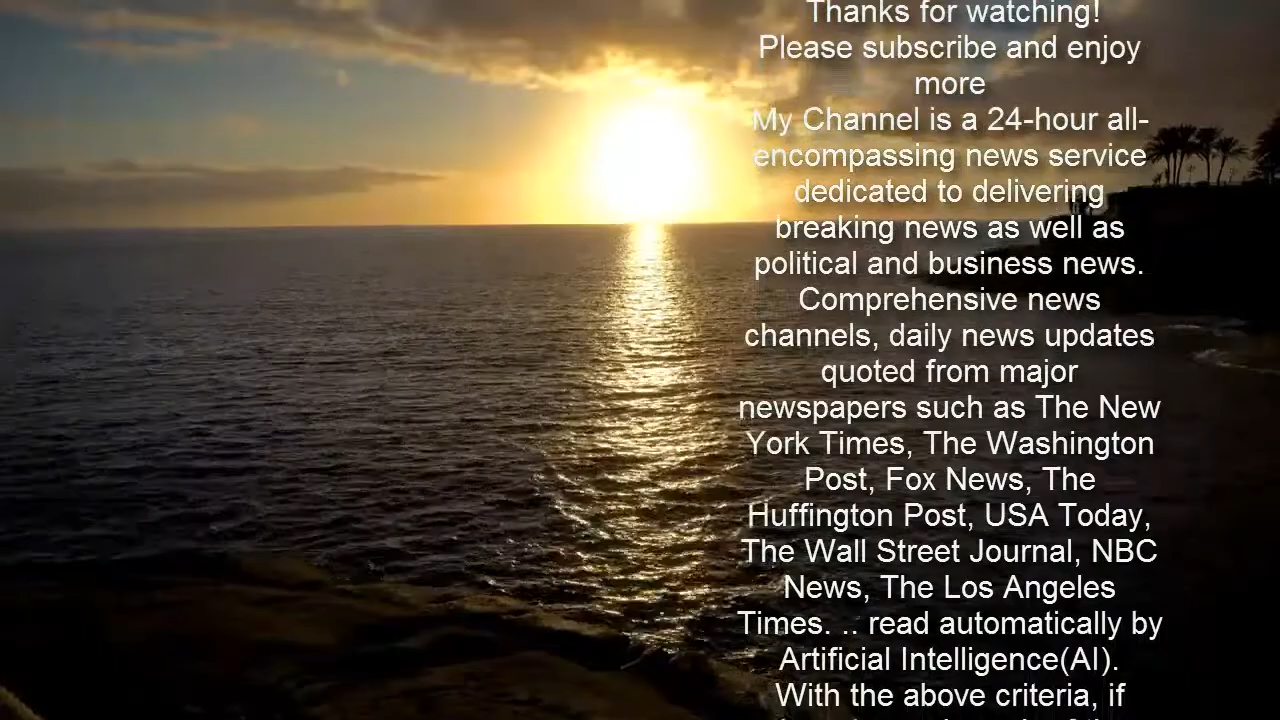 Thanks for watching!
Please subscribe and enjoy
more
My Channel is a 24-hour all-
encompassing news service
dedicated to delivering
breaking news as well as
political and business news.
Comprehensive news
channels, daily news updates
quoted from major
newspapers such as The New
York Times, The Washington
Post, Fox News, The
Huffington Post, USA Today,
The Wall Street Journal, NBC
News, The Los Angeles
Times. .. read automatically by
Artificial Intelligence(AI).
With the above criteria, if